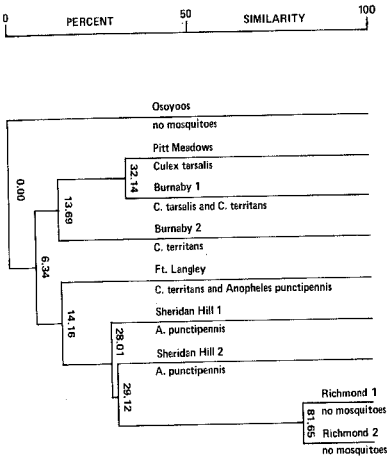 0 50 100
PERCENT SIMILARITY
Osoyoos
no mosquitoes
Pitt Meadows
Culex tarsalis
Burnaby 1
C. tarsalis and C. territans
Burnaby 2
C. territans
Ft. Langley
C. territans and Anopheles punctipennis
Sheridan Hill 1
A. punctipennis
Sheridan Hill 2
A. punctipennis
Richmond 1
no mosquitoes
Richmond 2
no mosquitoes
0.00
6.34
13.69
32.14
14.16
28.01
29.12
81.65